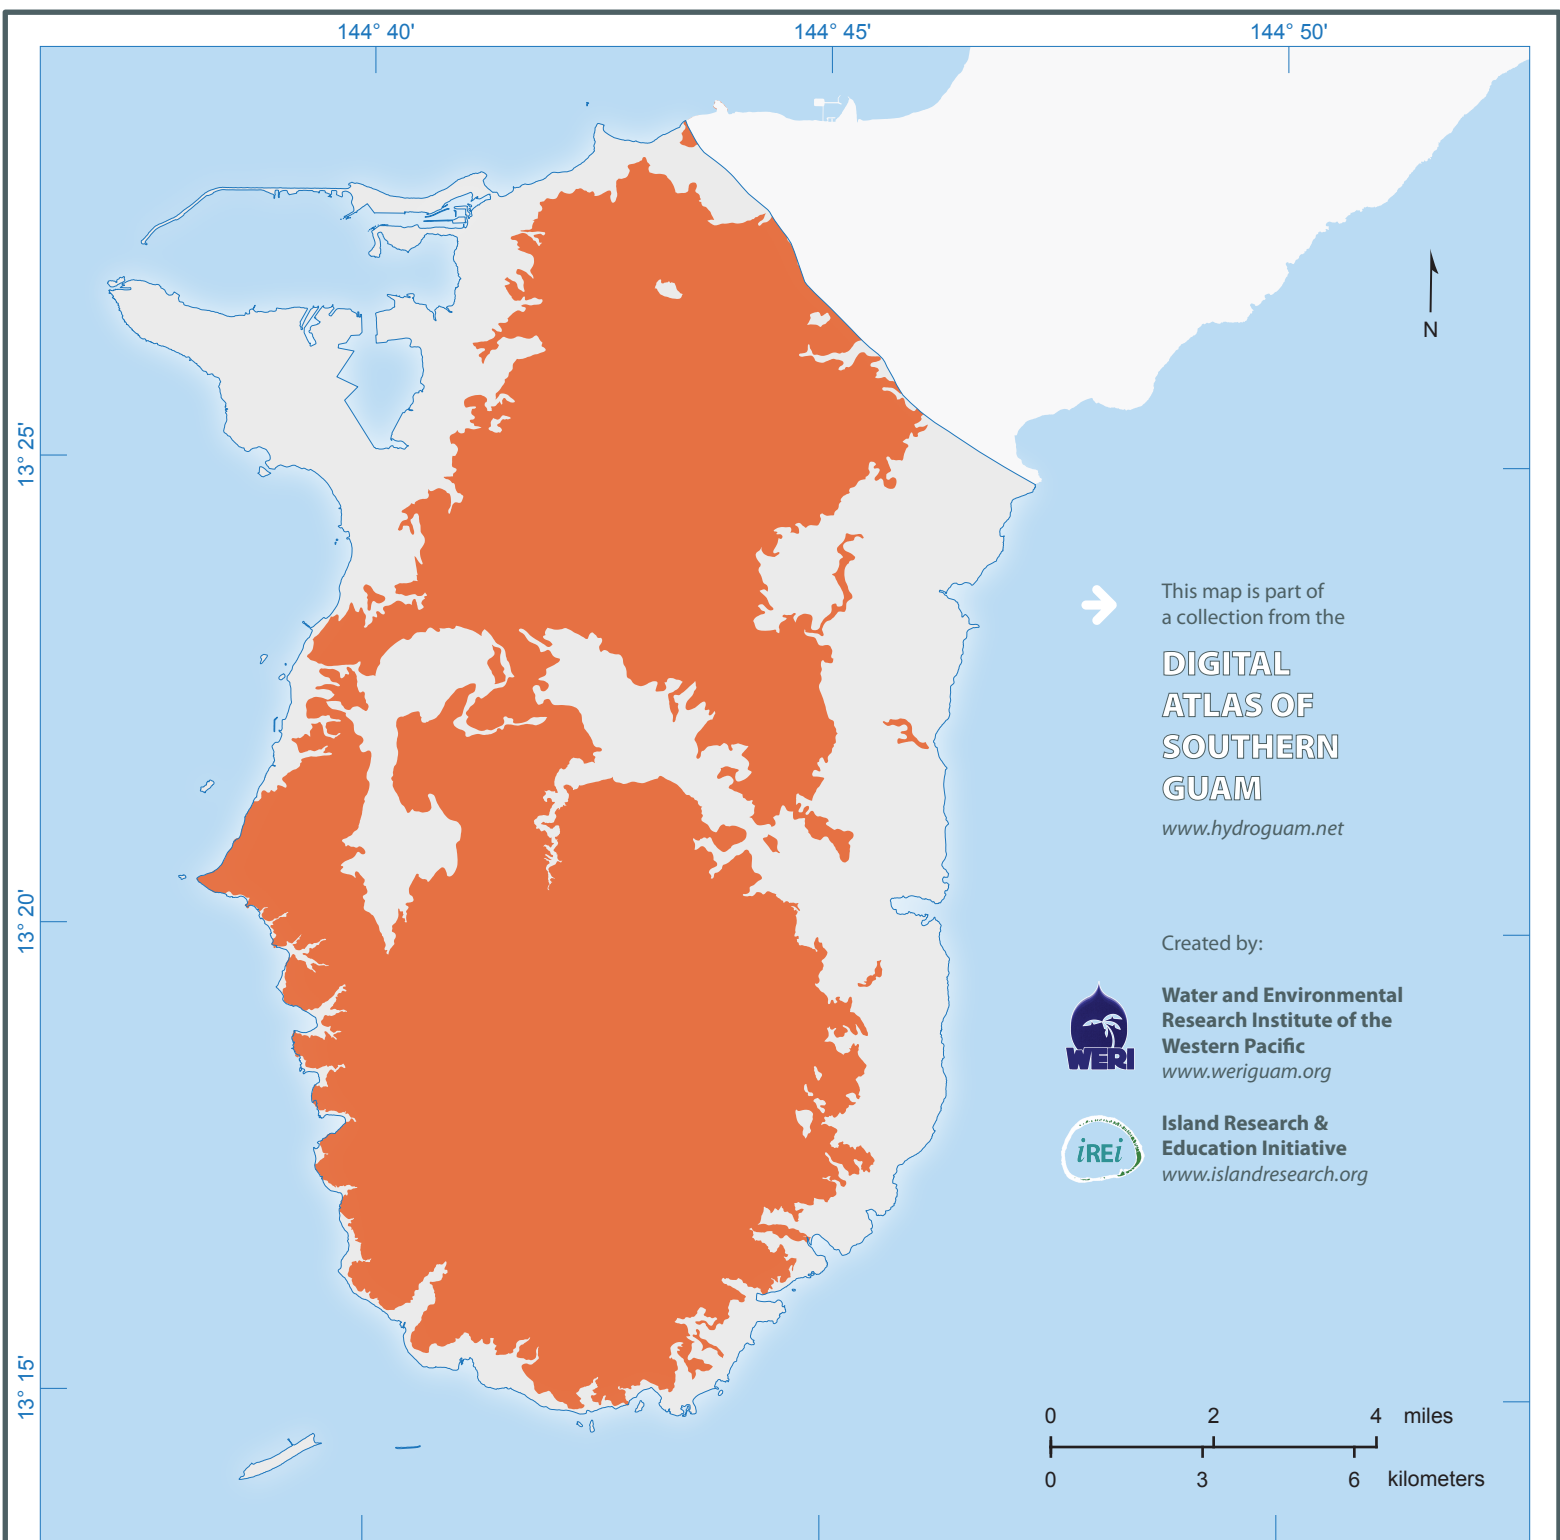 144° 40'
144° 45'
144° 50'
N
13° 25'
This map is part of
a collection from the
DIGITAL
ATLAS OF
SOUTHERN
GUAM
www.hydroguam.net
13° 20'
Created by:
WERI
Water and Environmental
Research Institute of the
Western Pacific
www.weriguam.org
iREi
Island Research &
Education Initiative
www.islandresearch.org
13° 15'
0 2 4 miles
0 3 6 kilometers